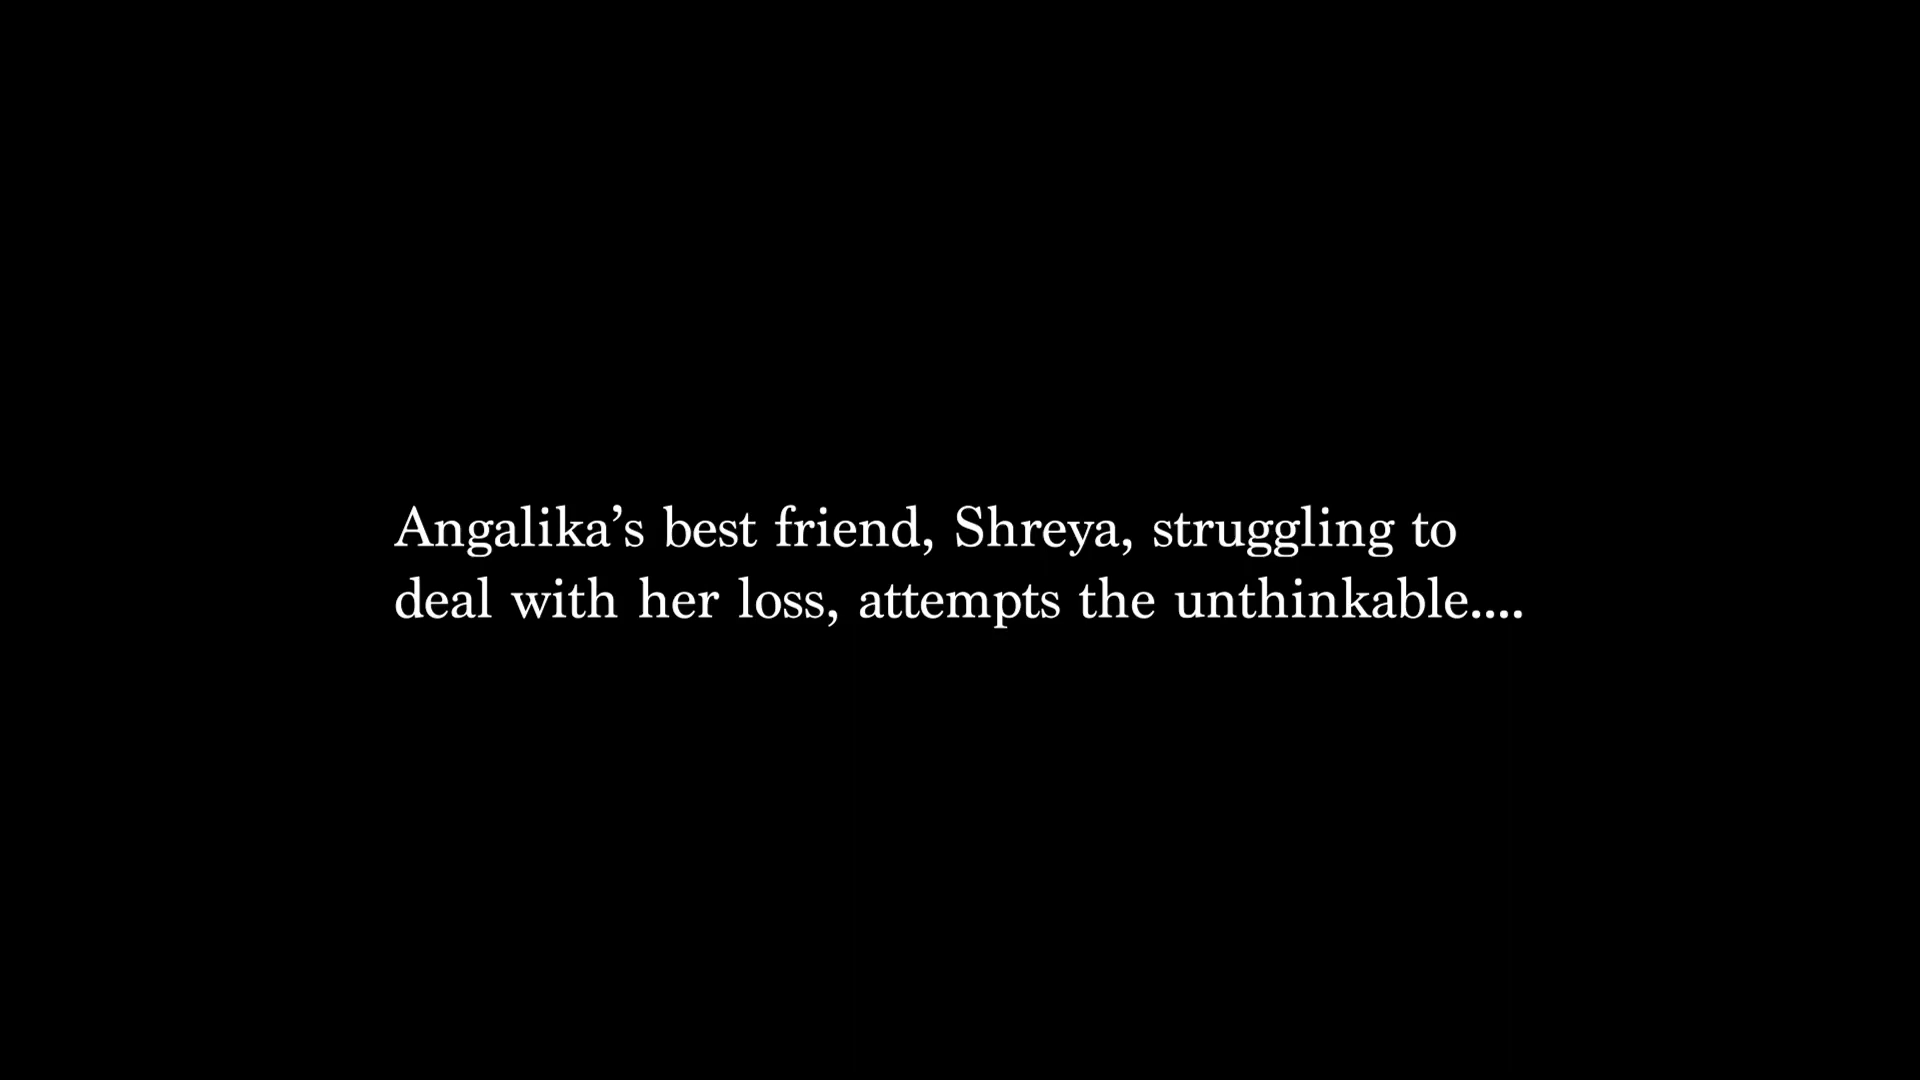 Angalika’s best friend, Shreya, struggling to
deal with her loss, attempts the unthinkable....